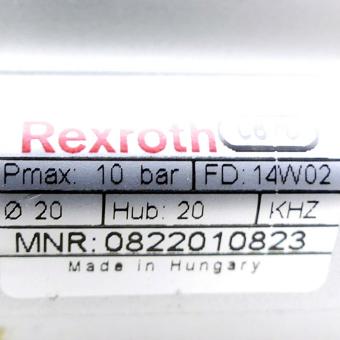 Rexroth
Pmax: 10 bar FD: 14W02
Ø 20 Hub: 20 KHZ
MNR: 0822010823
Made in Hungary